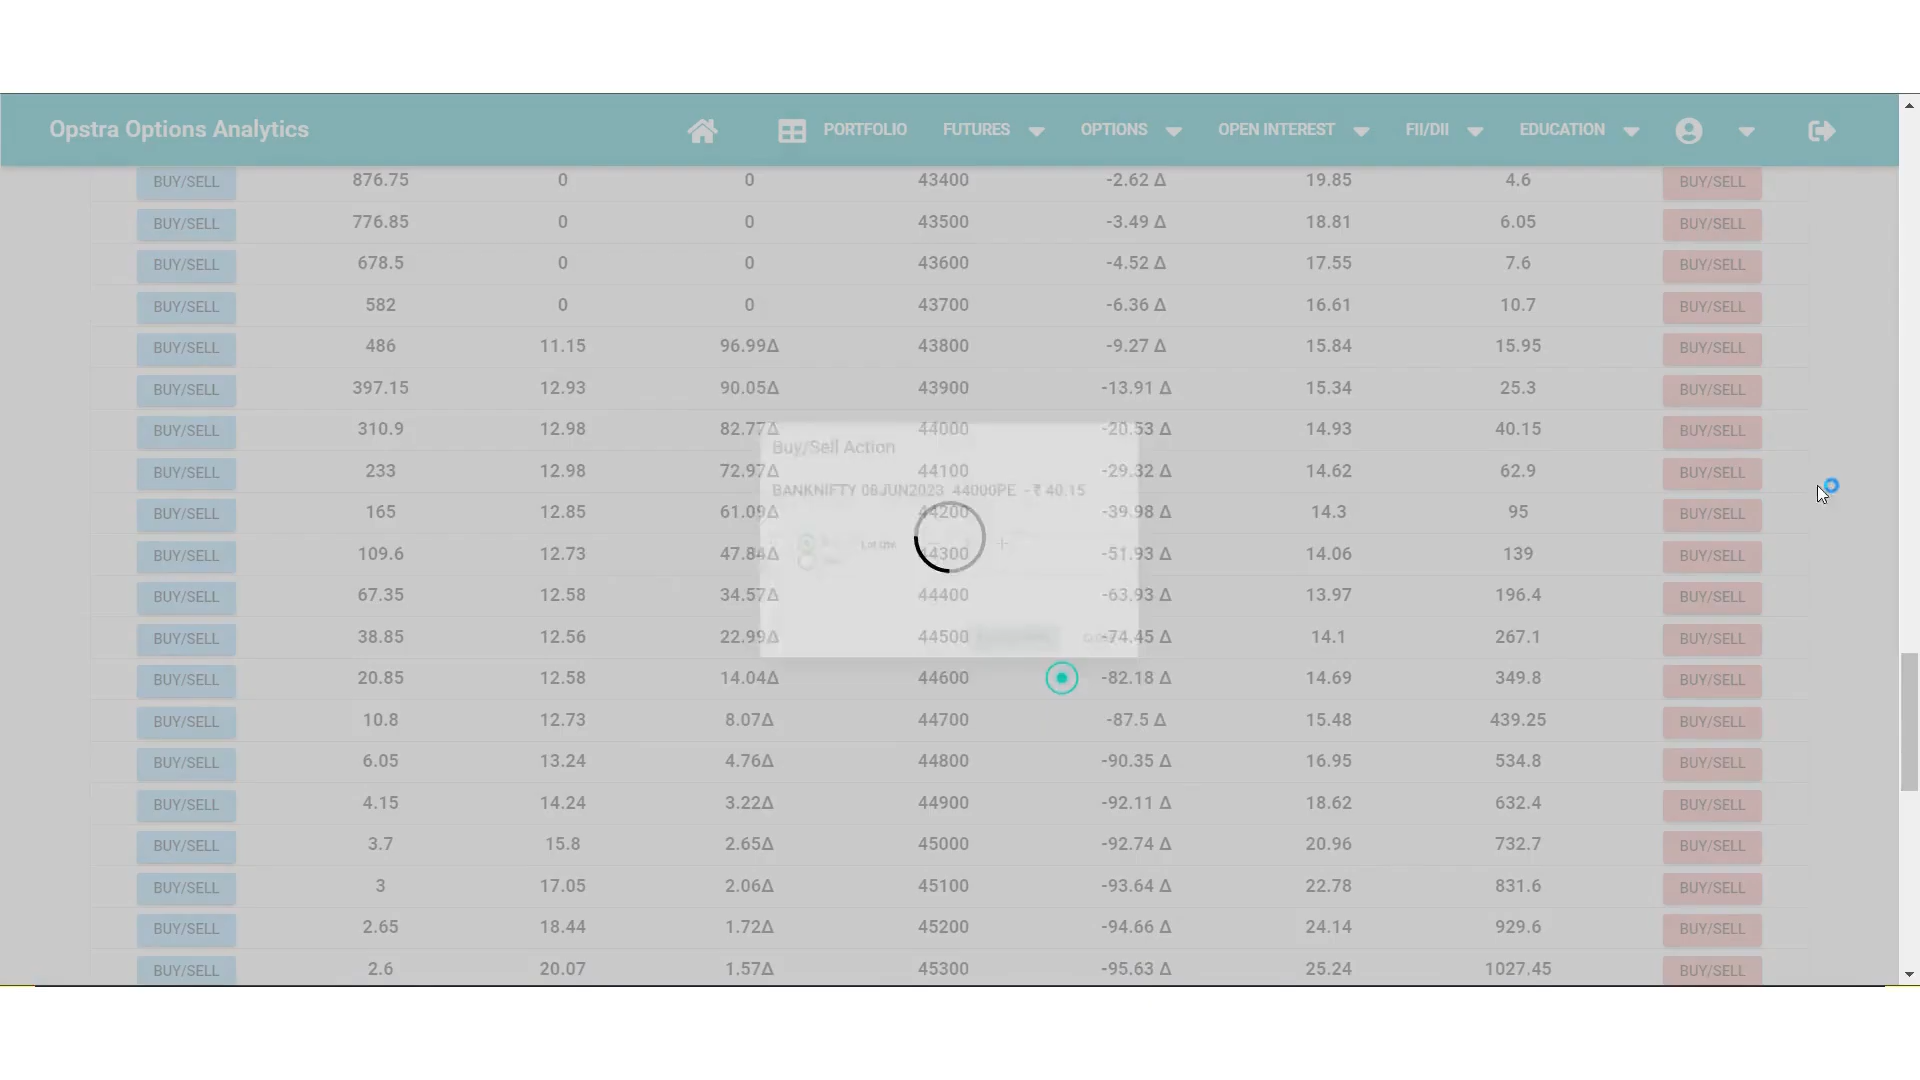 Opstra Options Analytics PORTFOLIO FUTURES OPTIONS OPEN INTEREST FII/DII EDUCATION
BUY/SELL 876.75 0 0 43400 -2.62 Δ 19.85 4.6 BUY/SELL
BUY/SELL 776.85 0 0 43500 -3.49 Δ 18.81 6.05 BUY/SELL
BUY/SELL 678.5 0 0 43600 -4.52 Δ 17.55 7.6 BUY/SELL
BUY/SELL 582 0 0 43700 -6.36 Δ 16.61 10.7 BUY/SELL
BUY/SELL 486 11.15 96.99Δ 43800 -9.27 Δ 15.84 15.95 BUY/SELL
BUY/SELL 397.15 12.93 90.05Δ 43900 -13.91 Δ 15.34 25.3 BUY/SELL
BUY/SELL 310.9 12.98 82.77Δ 44000 -20.53 Δ 14.93 40.15 BUY/SELL
Buy/Sell Action
BUY/SELL 233 12.98 72.97Δ 44100 -29.32 Δ 14.62 62.9 BUY/SELL
BANKNIFTY 08JUN2023 44000PE - ₹ 40.15
BUY/SELL 165 12.85 61.09Δ 44200 -39.98 Δ 14.3 95 BUY/SELL
Lot Qty
BUY/SELL 109.6 12.73 47.84Δ 44300 -51.93 Δ 14.06 139 BUY/SELL
BUY/SELL 67.35 12.58 34.57Δ 44400 -63.93 Δ 13.97 196.4 BUY/SELL
BUY/SELL 38.85 12.56 22.99Δ 44500 -74.45 Δ 14.1 267.1 BUY/SELL
BUY/SELL 20.85 12.58 14.04Δ 44600 -82.18 Δ 14.69 349.8 BUY/SELL
BUY/SELL 10.8 12.73 8.07Δ 44700 -87.5 Δ 15.48 439.25 BUY/SELL
BUY/SELL 6.05 13.24 4.76Δ 44800 -90.35 Δ 16.95 534.8 BUY/SELL
BUY/SELL 4.15 14.24 3.22Δ 44900 -92.11 Δ 18.62 632.4 BUY/SELL
BUY/SELL 3.7 15.8 2.65Δ 45000 -92.74 Δ 20.96 732.7 BUY/SELL
BUY/SELL 3 17.05 2.06Δ 45100 -93.64 Δ 22.78 831.6 BUY/SELL
BUY/SELL 2.65 18.44 1.72Δ 45200 -94.66 Δ 24.14 929.6 BUY/SELL
BUY/SELL 2.6 20.07 1.57Δ 45300 -95.63 Δ 25.24 1027.45 BUY/SELL